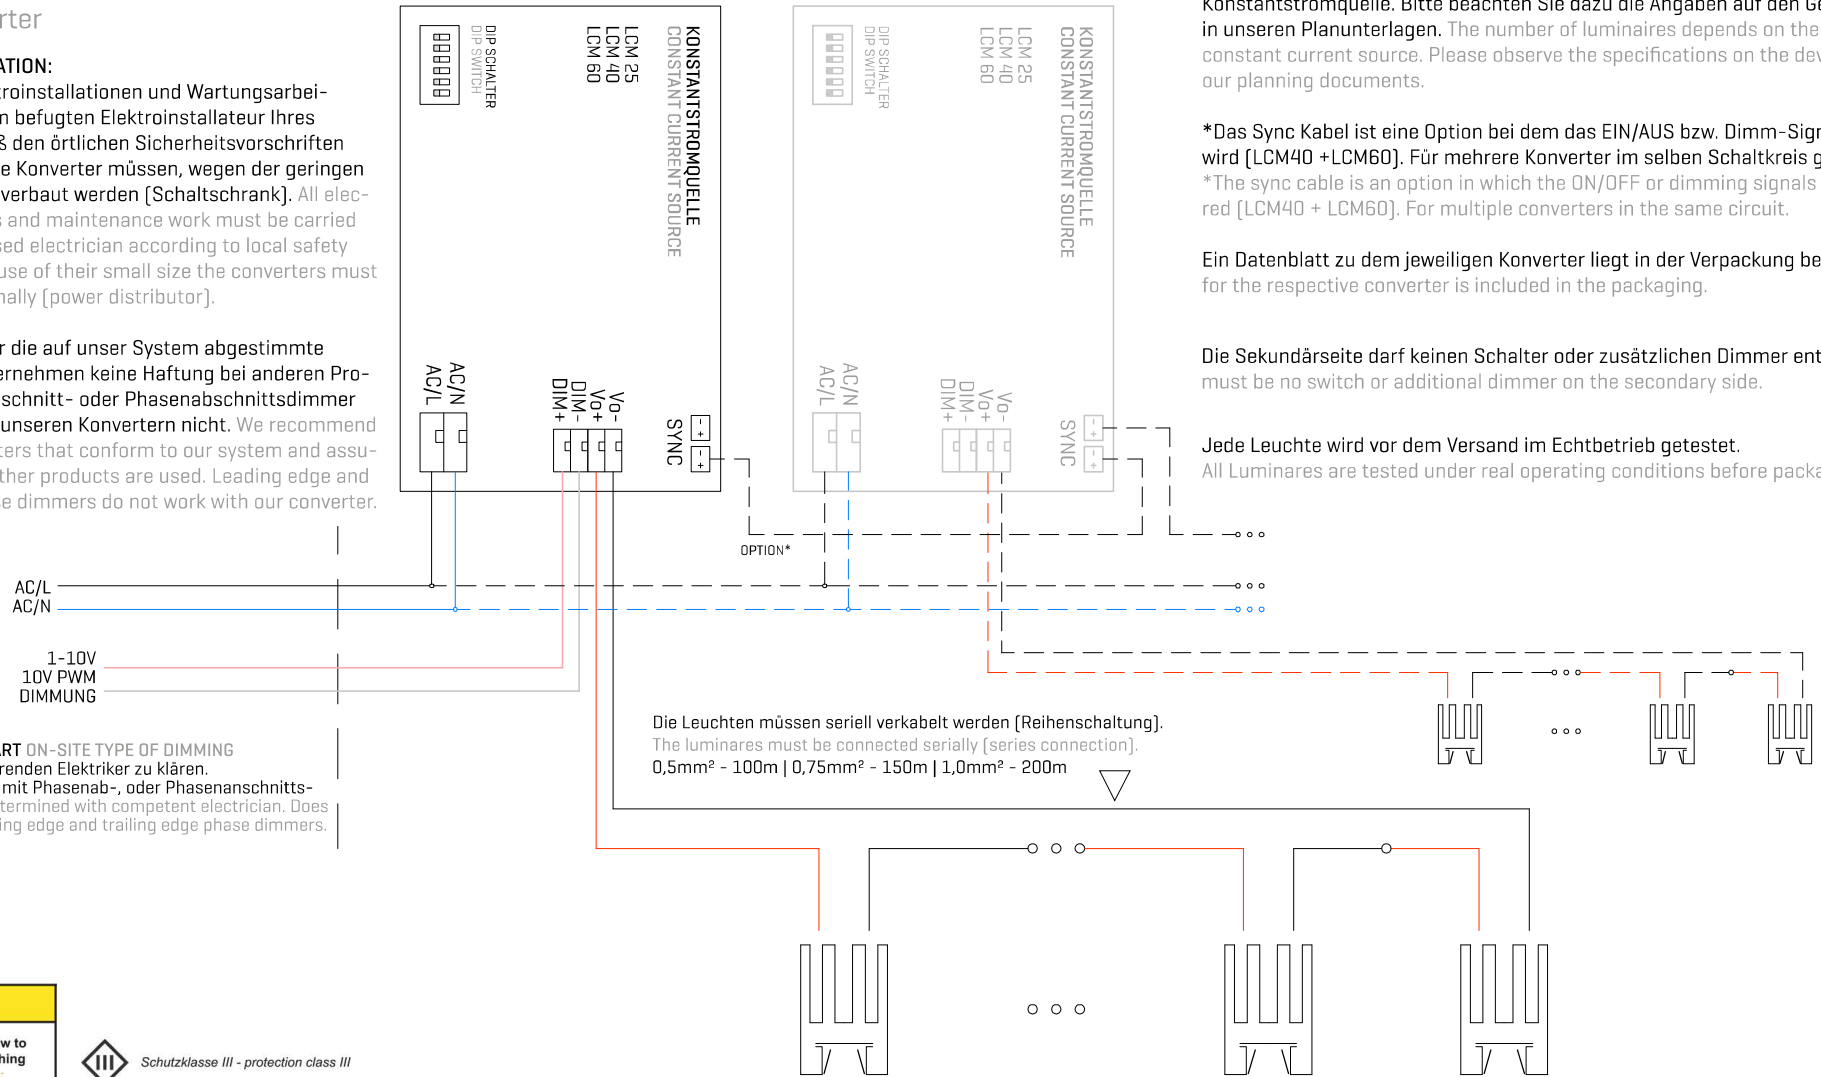 rter
ATION:
troinstallationen und Wartungsarbei-
n befugten Elektroinstallateur Ihres
ß den örtlichen Sicherheitsvorschriften
e Konverter müssen, wegen der geringen
verbaut werden (Schaltschrank). All elec-
s and maintenance work must be carried
sed electrician according to local safety
use of their small size the converters must
nally (power distributor).
r die auf unser System abgestimmte
ernehmen keine Haftung bei anderen Pro-
schnitt- oder Phasenabschnittsdimmer
unseren Konvertern nicht. We recommend
ters that conform to our system and assu-
ther products are used. Leading edge and
se dimmers do not work with our converter.
DIP SCHALTER
DIP SWITCH
LCM 25
LCM 40
LCM 60
KONSTANTSTROMQUELLE
CONSTANT CURRENT SOURCE
AC/L
AC/N
DIM+
DIM-
Vo+
Vo-
SYNC
- +
- +
DIP SCHALTER
DIP SWITCH
LCM 25
LCM 40
LCM 60
KONSTANTSTROMQUELLE
CONSTANT CURRENT SOURCE
AC/L
AC/N
DIM+
DIM-
Vo+
Vo-
SYNC
- +
- +
Konstantstromquelle. Bitte beachten Sie dazu die Angaben auf den Ge
in unseren Planunterlagen. The number of luminaires depends on the
constant current source. Please observe the specifications on the dev
our planning documents.
*Das Sync Kabel ist eine Option bei dem das EIN/AUS bzw. Dimm-Sign
wird (LCM40 +LCM60). Für mehrere Konverter im selben Schaltkreis g
*The sync cable is an option in which the ON/OFF or dimming signals
red (LCM40 + LCM60). For multiple converters in the same circuit.
Ein Datenblatt zu dem jeweiligen Konverter liegt in der Verpackung be
for the respective converter is included in the packaging.
Die Sekundärseite darf keinen Schalter oder zusätzlichen Dimmer ent
must be no switch or additional dimmer on the secondary side.
Jede Leuchte wird vor dem Versand im Echtbetrieb getestet.
All Luminares are tested under real operating conditions before packa
OPTION*
AC/L
AC/N
1-10V
10V PWM
DIMMUNG
ART ON-SITE TYPE OF DIMMING
renden Elektriker zu klären.
mit Phasenab-, oder Phasenanschnitts-
termined with competent electrician. Does
ing edge and trailing edge phase dimmers.
Die Leuchten müssen seriell verkabelt werden (Reihenschaltung).
The luminares must be connected serially (series connection).
0,5mm² - 100m | 0,75mm² - 150m | 1,0mm² - 200m
w to
hing
III
Schutzklasse III - protection class III